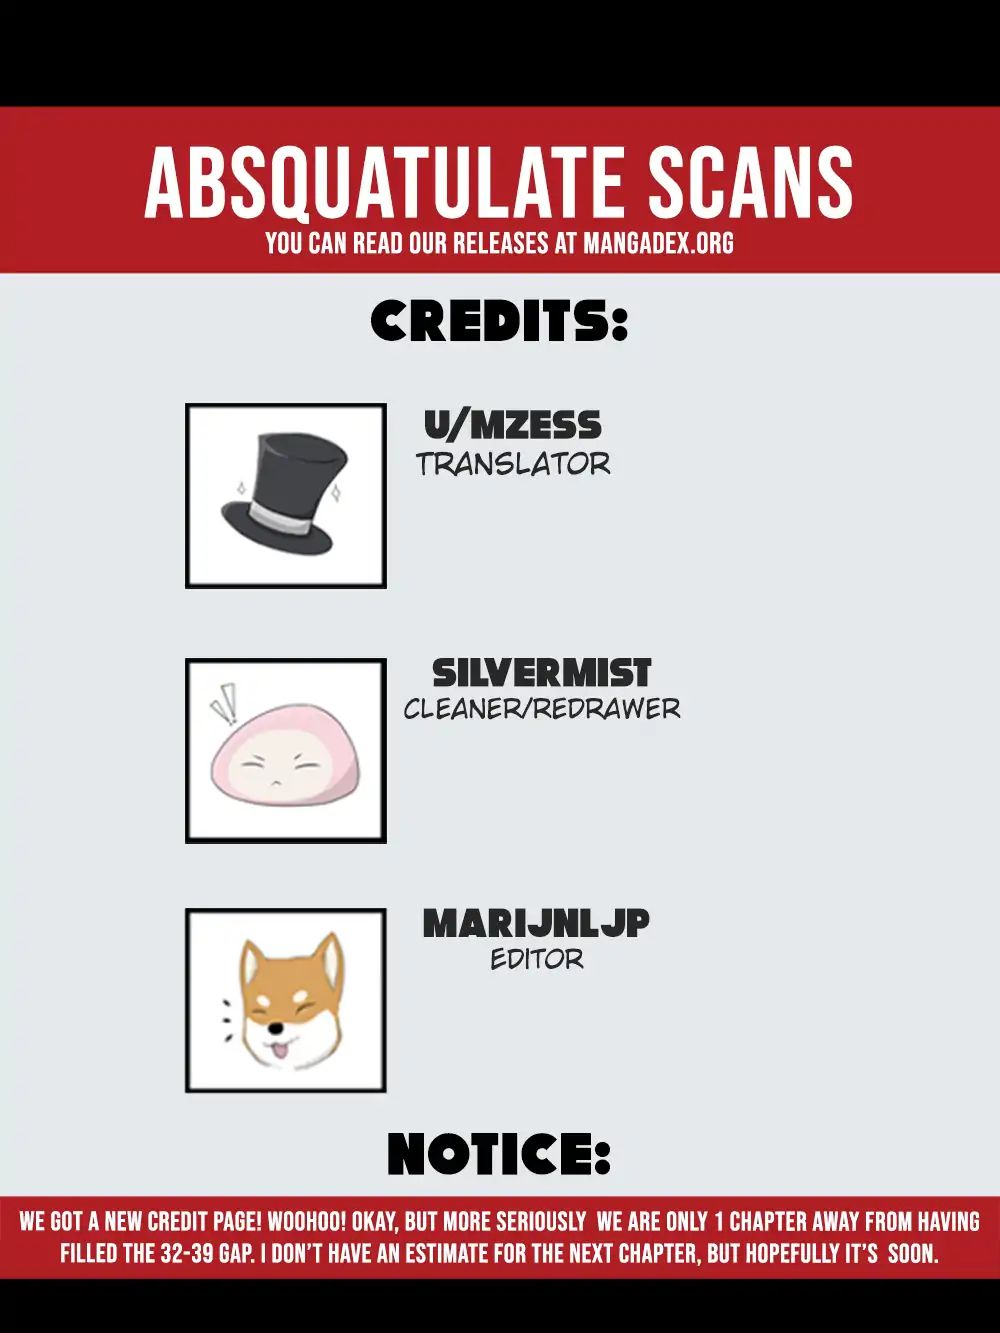 ABSQUATULATE SCANS
YOU CAN READ OUR RELEASES AT MANGADEX.ORG
CREDITS:
U/MZESS
TRANSLATOR
SILVERMIST
CLEANER/REDRAWER
MARIJNLJP
EDITOR
NOTICE:
WE GOT A NEW CREDIT PAGE! WOOHOO! OKAY, BUT MORE SERIOUSLY WE ARE ONLY 1 CHAPTER AWAY FROM HAVING
FILLED THE 32-39 GAP. I DON'T HAVE AN ESTIMATE FOR THE NEXT CHAPTER, BUT HOPEFULLY IT'S SOON.